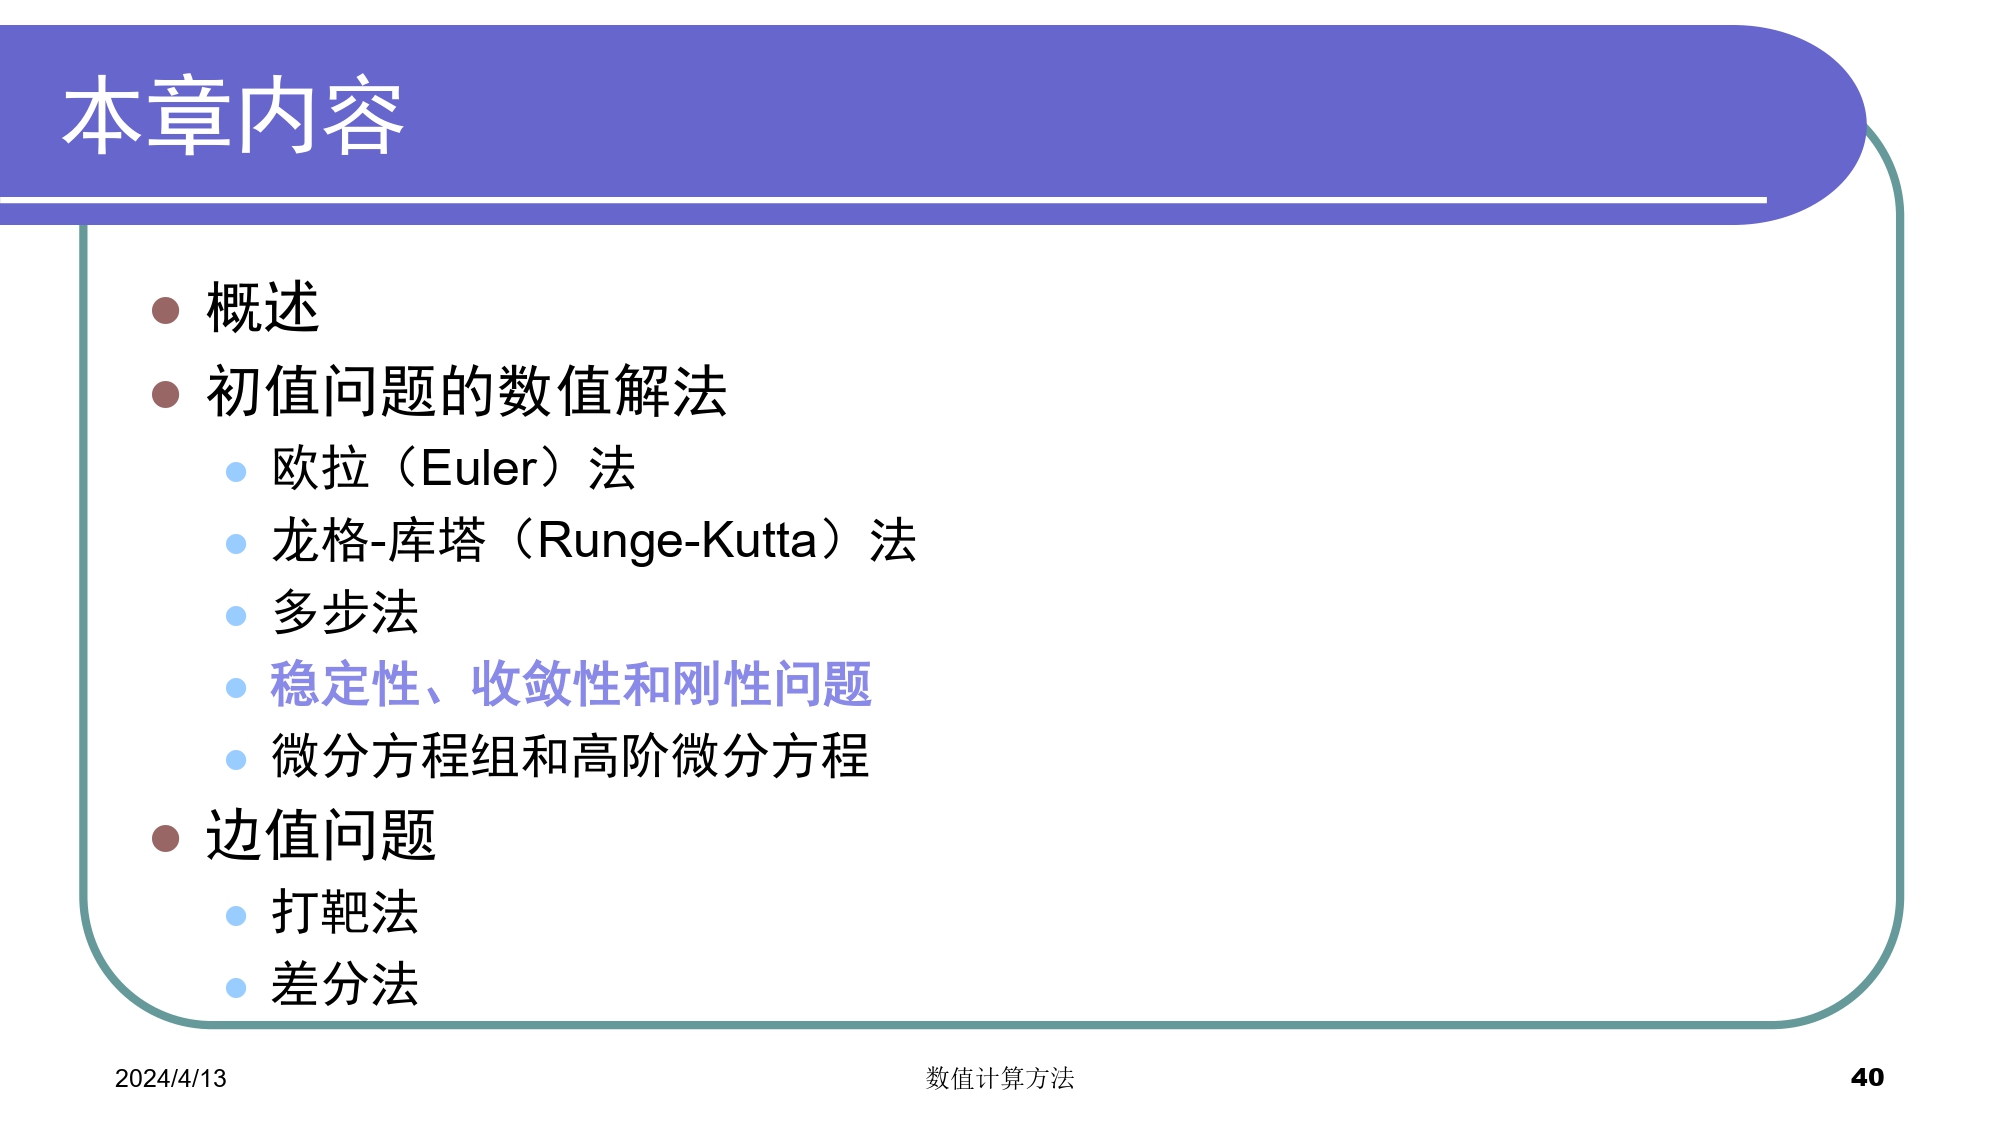 本章内容
概述
初值问题的数值解法
欧拉（Euler）法
龙格-库塔（Runge-Kutta）法
多步法
稳定性、收敛性和刚性问题
微分方程组和高阶微分方程
边值问题
打靶法
差分法
2024/4/13
数值计算方法
40